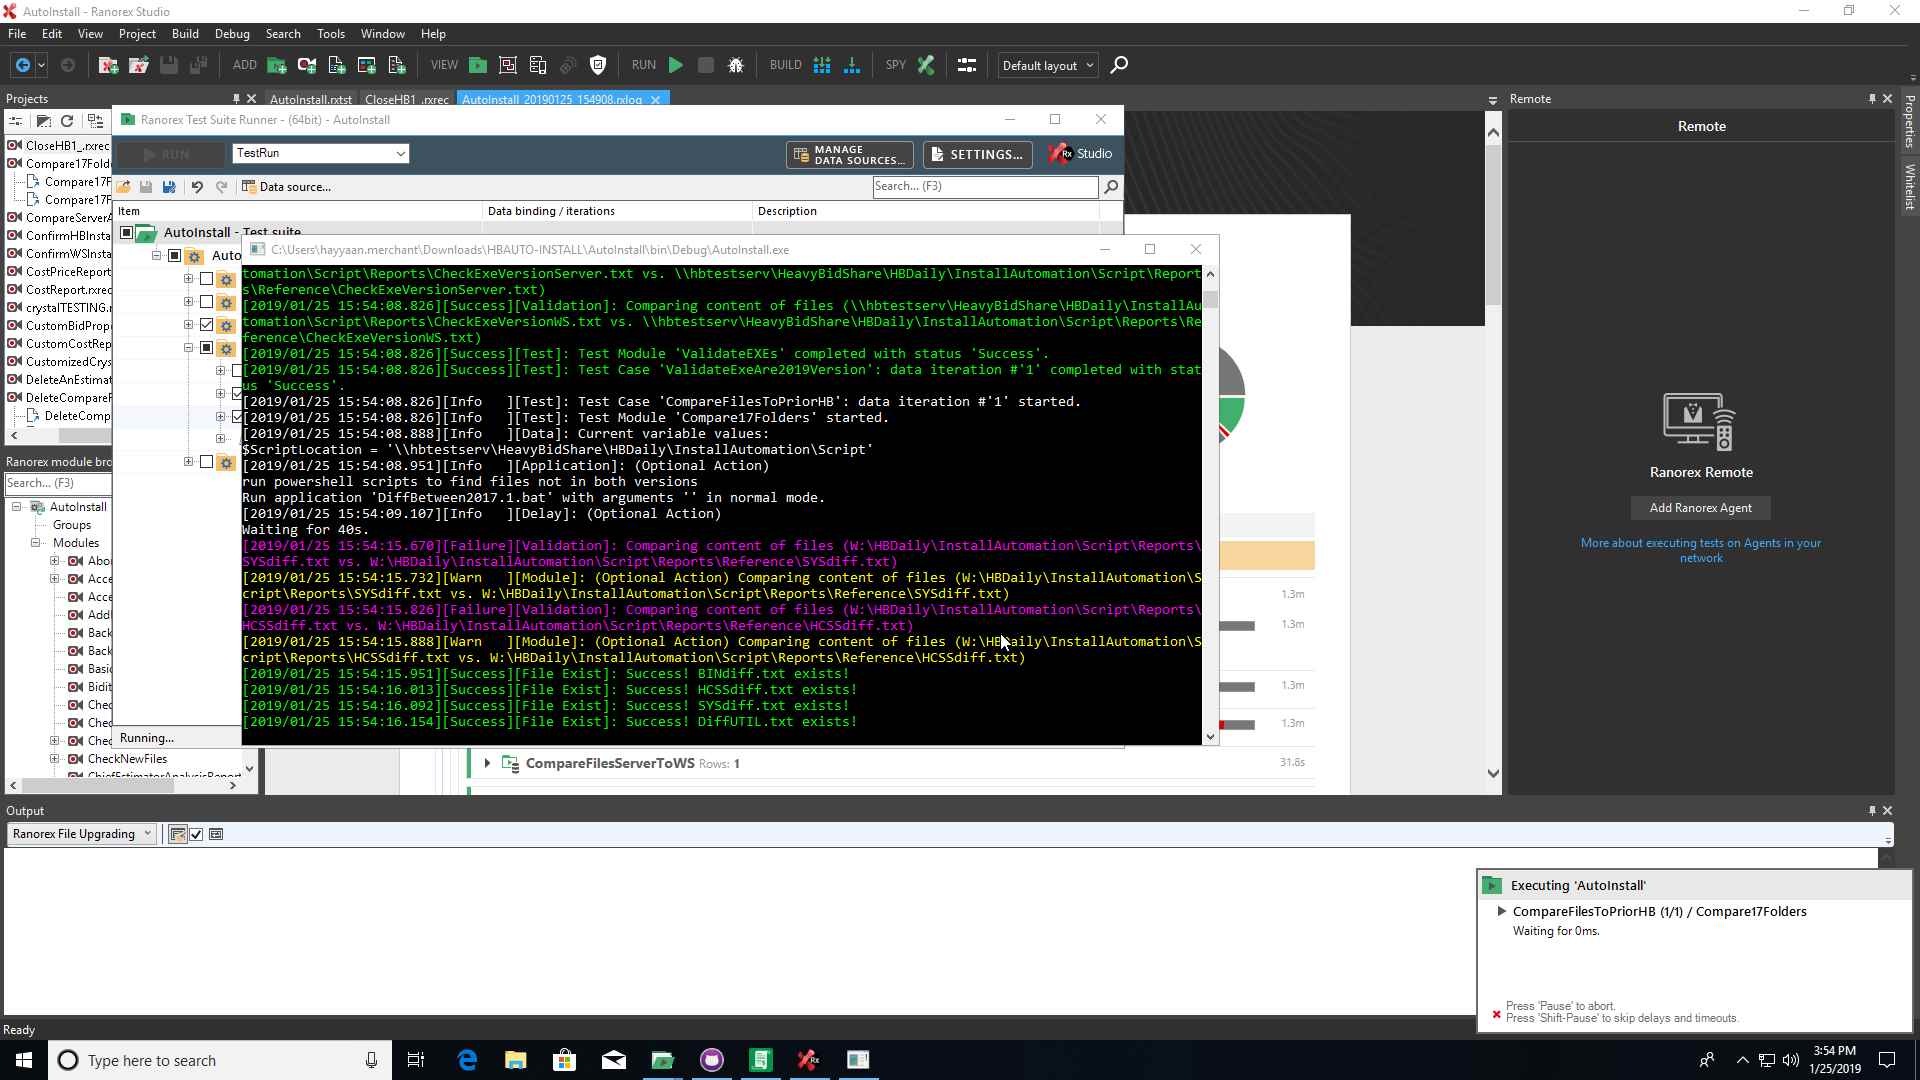 AutoInstall - Ranorex Studio
File Edit View Project Build Debug Search Tools Window Help
ADD VIEW RUN BUILD SPY Default layout
Projects
AutoInstall.rxtst CloseHB1_.rxrec AutoInstall_20190125_154908.rxlog
Remote
Properties
Whitelist
Ranorex Test Suite Runner - (64bit) - AutoInstall
RUN TestRun MANAGE DATA SOURCES... SETTINGS... Rx Studio
Data source...
Search... (F3)
Item Data binding / iterations Description
AutoInstall - Test suite
Auto
CloseHB1_.rxrec
Compare17Fold
Compare17F
Compare17F
CompareServerA
ConfirmHBInsta
ConfirmWSInsta
CostPriceReport
CostReport.rxrec
crystalTESTING.r
CustomBidPropo
CustomCostRep
CustomizedCrys
DeleteAnEstimat
DeleteCompareF
DeleteComp
Ranorex module bro
Search... (F3)
AutoInstall
Groups
Modules
Abo
Acce
Acce
Addl
Back
Back
Basic
Bidit
Chec
Chec
Chec
CheckNewFiles
ChiefEstimatorAnalysisReport
Running...
C:\Users\hayyaan.merchant\Downloads\HBAUTO-INSTALL\AutoInstall\bin\Debug\AutoInstall.exe
tomation\Script\Reports\CheckExeVersionServer.txt vs. \\hbtestserv\HeavyBidShare\HBDaily\InstallAutomation\Script\Report
s\Reference\CheckExeVersionServer.txt)
[2019/01/25 15:54:08.826][Success][Validation]: Comparing content of files (\\hbtestserv\HeavyBidShare\HBDaily\InstallAu
tomation\Script\Reports\CheckExeVersionWS.txt vs. \\hbtestserv\HeavyBidShare\HBDaily\InstallAutomation\Script\Reports\Re
ference\CheckExeVersionWS.txt)
[2019/01/25 15:54:08.826][Success][Test]: Test Module 'ValidateEXEs' completed with status 'Success'.
[2019/01/25 15:54:08.826][Success][Test]: Test Case 'ValidateExeAre2019Version': data iteration #'1' completed with stat
us 'Success'.
[2019/01/25 15:54:08.826][Info   ][Test]: Test Case 'CompareFilesToPriorHB': data iteration #'1' started.
[2019/01/25 15:54:08.826][Info   ][Test]: Test Module 'Compare17Folders' started.
[2019/01/25 15:54:08.888][Info   ][Data]: Current variable values:
$ScriptLocation = '\\hbtestserv\HeavyBidShare\HBDaily\InstallAutomation\Script'
[2019/01/25 15:54:08.951][Info   ][Application]: (Optional Action)
run powershell scripts to find files not in both versions
Run application 'DiffBetween2017.1.bat' with arguments '' in normal mode.
[2019/01/25 15:54:09.107][Info   ][Delay]: (Optional Action)
Waiting for 40s.
[2019/01/25 15:54:15.670][Failure][Validation]: Comparing content of files (W:\HBDaily\InstallAutomation\Script\Reports\
SYSdiff.txt vs. W:\HBDaily\InstallAutomation\Script\Reports\Reference\SYSdiff.txt)
[2019/01/25 15:54:15.732][Warn   ][Module]: (Optional Action) Comparing content of files (W:\HBDaily\InstallAutomation\S
cript\Reports\SYSdiff.txt vs. W:\HBDaily\InstallAutomation\Script\Reports\Reference\SYSdiff.txt)
[2019/01/25 15:54:15.826][Failure][Validation]: Comparing content of files (W:\HBDaily\InstallAutomation\Script\Reports\
HCSSdiff.txt vs. W:\HBDaily\InstallAutomation\Script\Reports\Reference\HCSSdiff.txt)
[2019/01/25 15:54:15.888][Warn   ][Module]: (Optional Action) Comparing content of files (W:\HBDaily\InstallAutomation\S
cript\Reports\HCSSdiff.txt vs. W:\HBDaily\InstallAutomation\Script\Reports\Reference\HCSSdiff.txt)
[2019/01/25 15:54:15.951][Success][File Exist]: Success! BINdiff.txt exists!
[2019/01/25 15:54:16.013][Success][File Exist]: Success! HCSSdiff.txt exists!
[2019/01/25 15:54:16.092][Success][File Exist]: Success! SYSdiff.txt exists!
[2019/01/25 15:54:16.154][Success][File Exist]: Success! DiffUTIL.txt exists!
1.3m
1.3m
1.3m
1.3m
CompareFilesServerToWS Rows: 1 31.8s
Remote
Ranorex Remote
Add Ranorex Agent
More about executing tests on Agents in your
network
Output
Ranorex File Upgrading
Executing 'AutoInstall'
CompareFilesToPriorHB (1/1) / Compare17Folders
Waiting for 0ms.
Press 'Pause' to abort.
Press 'Shift-Pause' to skip delays and timeouts.
Ready
Type here to search
3:54 PM
1/25/2019